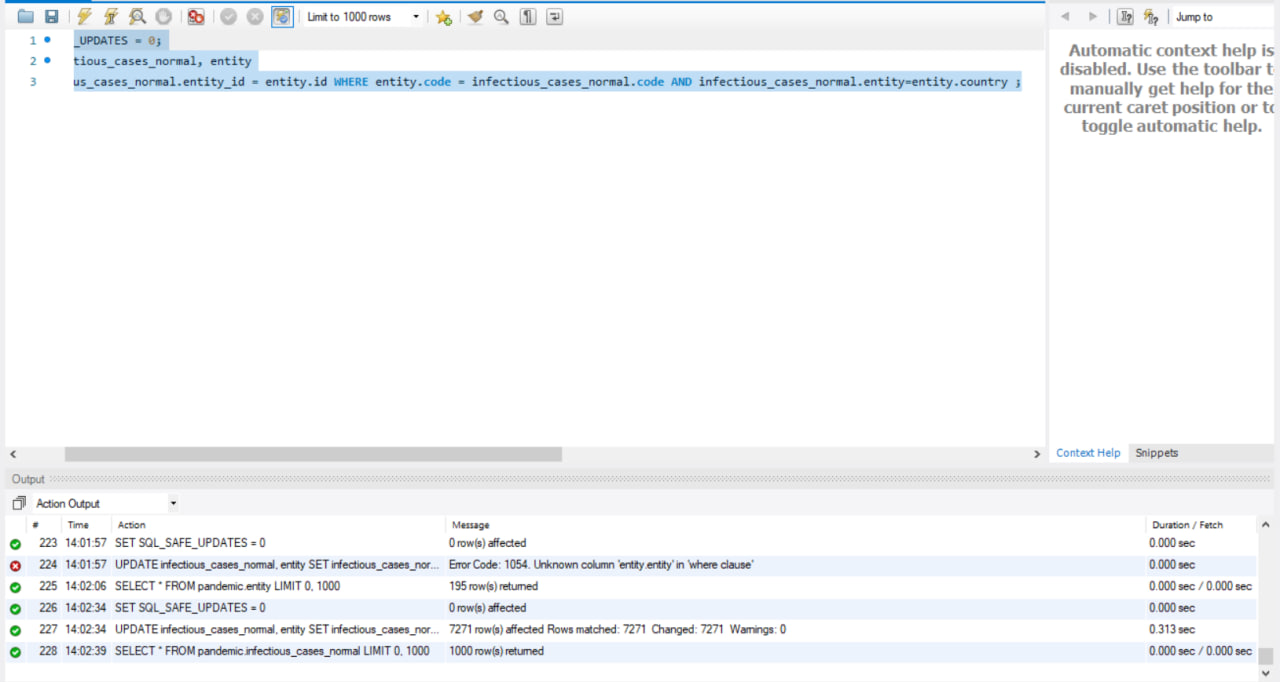 Limit to 1000 rows
Jump to
1 _UPDATES = 0;
2 tious_cases_normal, entity
3 us_cases_normal.entity_id = entity.id WHERE entity.code = infectious_cases_normal.code AND infectious_cases_normal.entity=entity.country ;
Automatic context help is
disabled. Use the toolbar t
manually get help for the
current caret position or to
toggle automatic help.
Context Help Snippets
Output
Action Output
# Time Action Message Duration / Fetch
223 14:01:57 SET SQL_SAFE_UPDATES = 0 0 row(s) affected 0.000 sec
224 14:01:57 UPDATE infectious_cases_normal, entity SET infectious_cases_nor... Error Code: 1054. Unknown column 'entity.entity' in 'where clause' 0.000 sec
225 14:02:06 SELECT * FROM pandemic.entity LIMIT 0, 1000 195 row(s) returned 0.000 sec / 0.000 sec
226 14:02:34 SET SQL_SAFE_UPDATES = 0 0 row(s) affected 0.000 sec
227 14:02:34 UPDATE infectious_cases_normal, entity SET infectious_cases_nor... 7271 row(s) affected Rows matched: 7271 Changed: 7271 Warnings: 0 0.313 sec
228 14:02:39 SELECT * FROM pandemic.infectious_cases_normal LIMIT 0, 1000 1000 row(s) returned 0.000 sec / 0.000 sec